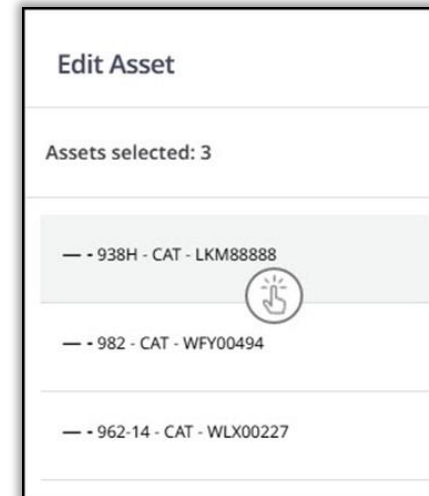 Edit Asset
Assets selected: 3
— - 938H - CAT - LKM88888
— - 982 - CAT - WFY00494
— - 962-14 - CAT - WLX00227